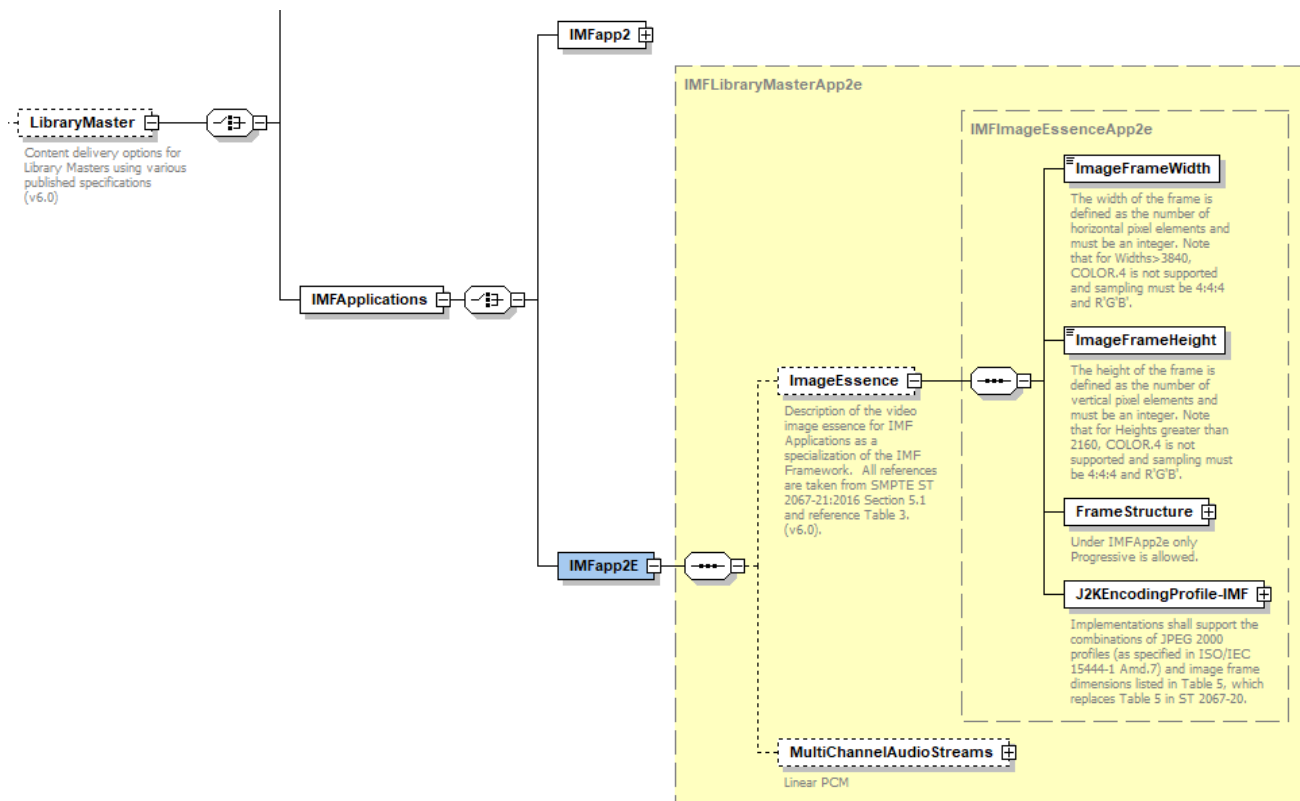 IMFapp2
IMFLibraryMasterApp2e
LibraryMaster
Content delivery options for
Library Masters using various
published specifications
(v6.0)
IMFImageEssenceApp2e
ImageFrameWidth
The width of the frame is
defined as the number of
horizontal pixel elements and
must be an integer. Note
that for Widths>3840,
COLOR.4 is not supported
and sampling must be 4:4:4
and R'G'B'.
IMFApplications
ImageFrameHeight
The height of the frame is
defined as the number of
vertical pixel elements and
must be an integer. Note
that for Heights greater than
2160, COLOR.4 is not
supported and sampling must
be 4:4:4 and R'G'B'.
ImageEssence
Description of the video
image essence for IMF
Applications as a
specialization of the IMF
Framework.  All references
are taken from SMPTE ST
2067-21:2016 Section 5.1
and reference Table 3.
(v6.0).
FrameStructure
Under IMFApp2e only
Progressive is allowed.
IMFapp2E
J2KEncodingProfile-IMF
Implementations shall support the
combinations of JPEG 2000
profiles (as specified in ISO/IEC
15444-1 Amd.7) and image frame
dimensions listed in Table 5, which
replaces Table 5 in ST 2067-20.
MultiChannelAudioStreams
Linear PCM